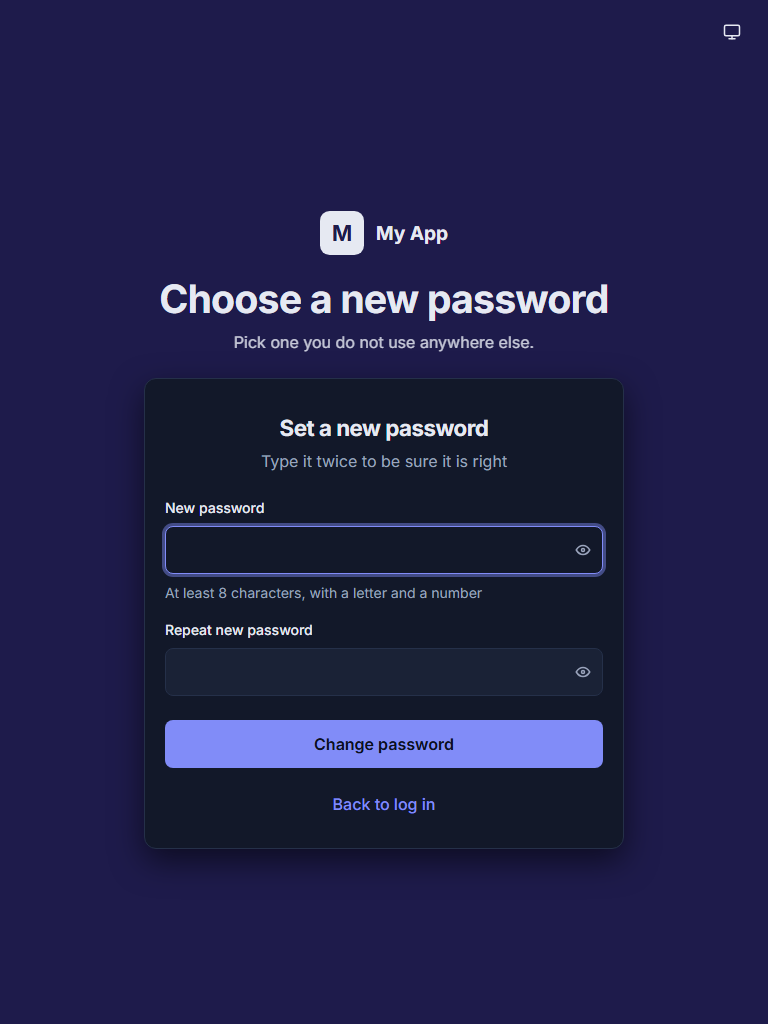 M
My App
Choose a new password
Pick one you do not use anywhere else.
Set a new password
Type it twice to be sure it is right
New password
At least 8 characters, with a letter and a number
Repeat new password
Change password
Back to log in